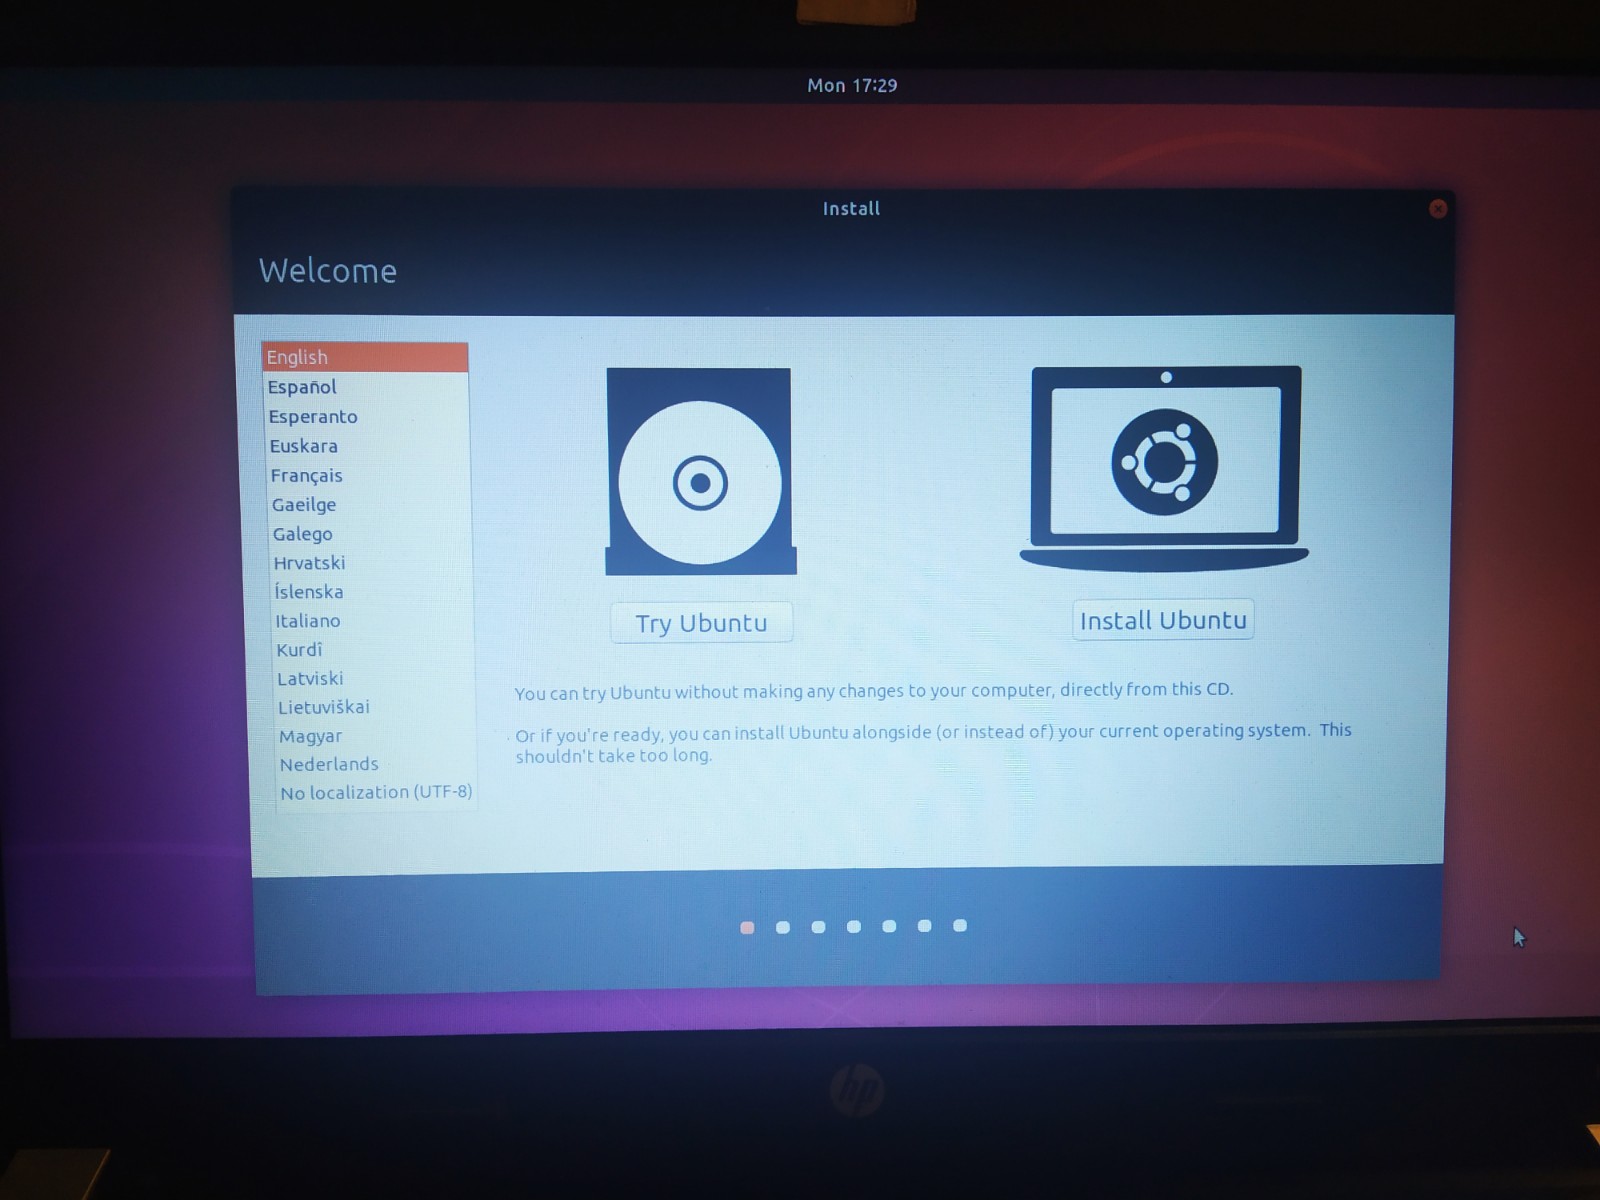 Mon 17:29
Install
Welcome
English
Español
Esperanto
Euskara
Français
Gaeilge
Galego
Hrvatski
Íslenska
Italiano
Kurdî
Latviski
Lietuviškai
Magyar
Nederlands
No localization (UTF-8)
Try Ubuntu
Install Ubuntu
You can try Ubuntu without making any changes to your computer, directly from this CD.
Or if you're ready, you can install Ubuntu alongside (or instead of) your current operating system. This
shouldn't take too long.
hp